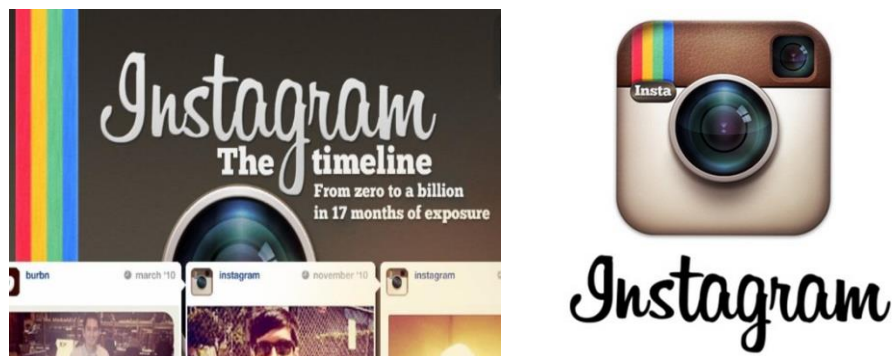 Instagram
The timeline
From zero to a billion
in 17 months of exposure
burbn march '10
instagram november '10
instagram
Insta
Instagram